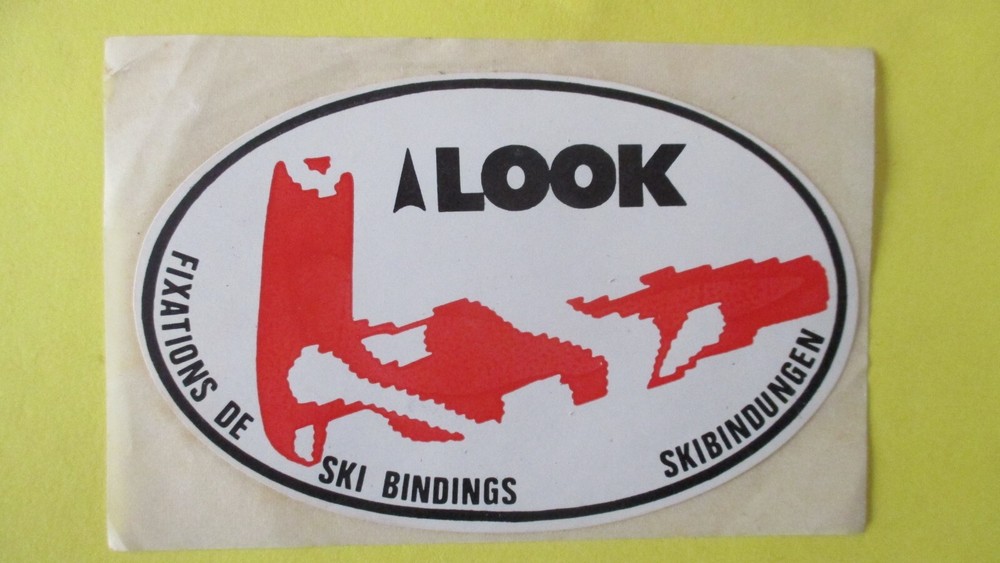 LOOK
FIXATIONS DE
SKI BINDINGS
SKIBINDUNGEN